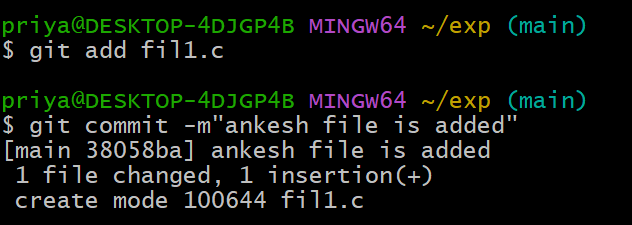 priya@DESKTOP-4DJGP4B MINGW64 ~/exp (main)
$ git add fil1.c
priya@DESKTOP-4DJGP4B MINGW64 ~/exp (main)
$ git commit -m"ankesh file is added"
[main 38058ba] ankesh file is added
 1 file changed, 1 insertion(+)
 create mode 100644 fil1.c